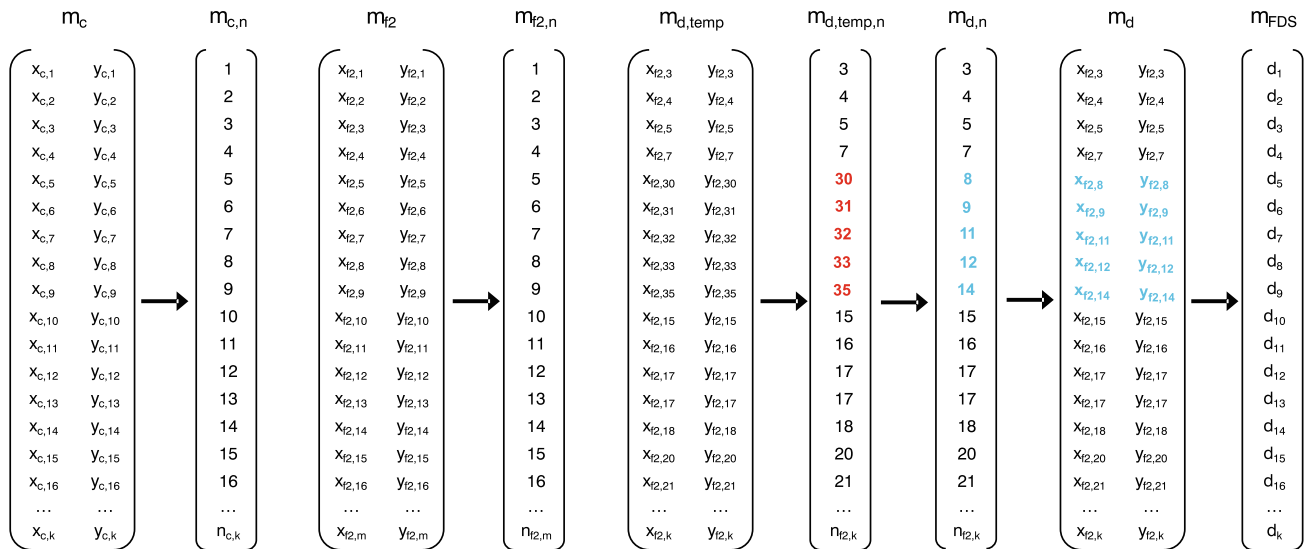 m_c m_c,n m_f2 m_f2,n m_d,temp m_d,temp,n m_d,n m_d m_FDS
x_c,1 y_c,1 1 x_f2,1 y_f2,1 1 x_f2,3 y_f2,3 3 3 x_f2,3 y_f2,3 d_1
x_c,2 y_c,2 2 x_f2,2 y_f2,2 2 x_f2,4 y_f2,4 4 4 x_f2,4 y_f2,4 d_2
x_c,3 y_c,3 3 x_f2,3 y_f2,3 3 x_f2,5 y_f2,5 5 5 x_f2,5 y_f2,5 d_3
x_c,4 y_c,4 4 x_f2,4 y_f2,4 4 x_f2,7 y_f2,7 7 7 x_f2,7 y_f2,7 d_4
x_c,5 y_c,5 5 x_f2,5 y_f2,5 5 x_f2,30 y_f2,30 30 8 x_f2,8 y_f2,8 d_5
x_c,6 y_c,6 6 x_f2,6 y_f2,6 6 x_f2,31 y_f2,31 31 9 x_f2,9 y_f2,9 d_6
x_c,7 y_c,7 7 x_f2,7 y_f2,7 7 x_f2,32 y_f2,32 32 11 x_f2,11 y_f2,11 d_7
x_c,8 y_c,8 8 x_f2,8 y_f2,8 8 x_f2,33 y_f2,33 33 12 x_f2,12 y_f2,12 d_8
x_c,9 y_c,9 9 x_f2,9 y_f2,9 9 x_f2,35 y_f2,35 35 14 x_f2,14 y_f2,14 d_9
x_c,10 y_c,10 10 x_f2,10 y_f2,10 10 x_f2,15 y_f2,15 15 15 x_f2,15 y_f2,15 d_10
x_c,11 y_c,11 11 x_f2,11 y_f2,11 11 x_f2,16 y_f2,16 16 16 x_f2,16 y_f2,16 d_11
x_c,12 y_c,12 12 x_f2,12 y_f2,12 12 x_f2,17 y_f2,17 17 17 x_f2,17 y_f2,17 d_12
x_c,13 y_c,13 13 x_f2,13 y_f2,13 13 x_f2,17 y_f2,17 17 17 x_f2,17 y_f2,17 d_13
x_c,14 y_c,14 14 x_f2,14 y_f2,14 14 x_f2,18 y_f2,18 18 18 x_f2,18 y_f2,18 d_14
x_c,15 y_c,15 15 x_f2,15 y_f2,15 15 x_f2,20 y_f2,20 20 20 x_f2,20 y_f2,20 d_15
x_c,16 y_c,16 16 x_f2,16 y_f2,16 16 x_f2,21 y_f2,21 21 21 x_f2,21 y_f2,21 d_16
... ... ... ... ... ... ... ... ... ... ... ... ...
x_c,k y_c,k n_c,k x_f2,m y_f2,m n_f2,m x_f2,k y_f2,k n_f2,k n_f2,k x_f2,k y_f2,k d_k